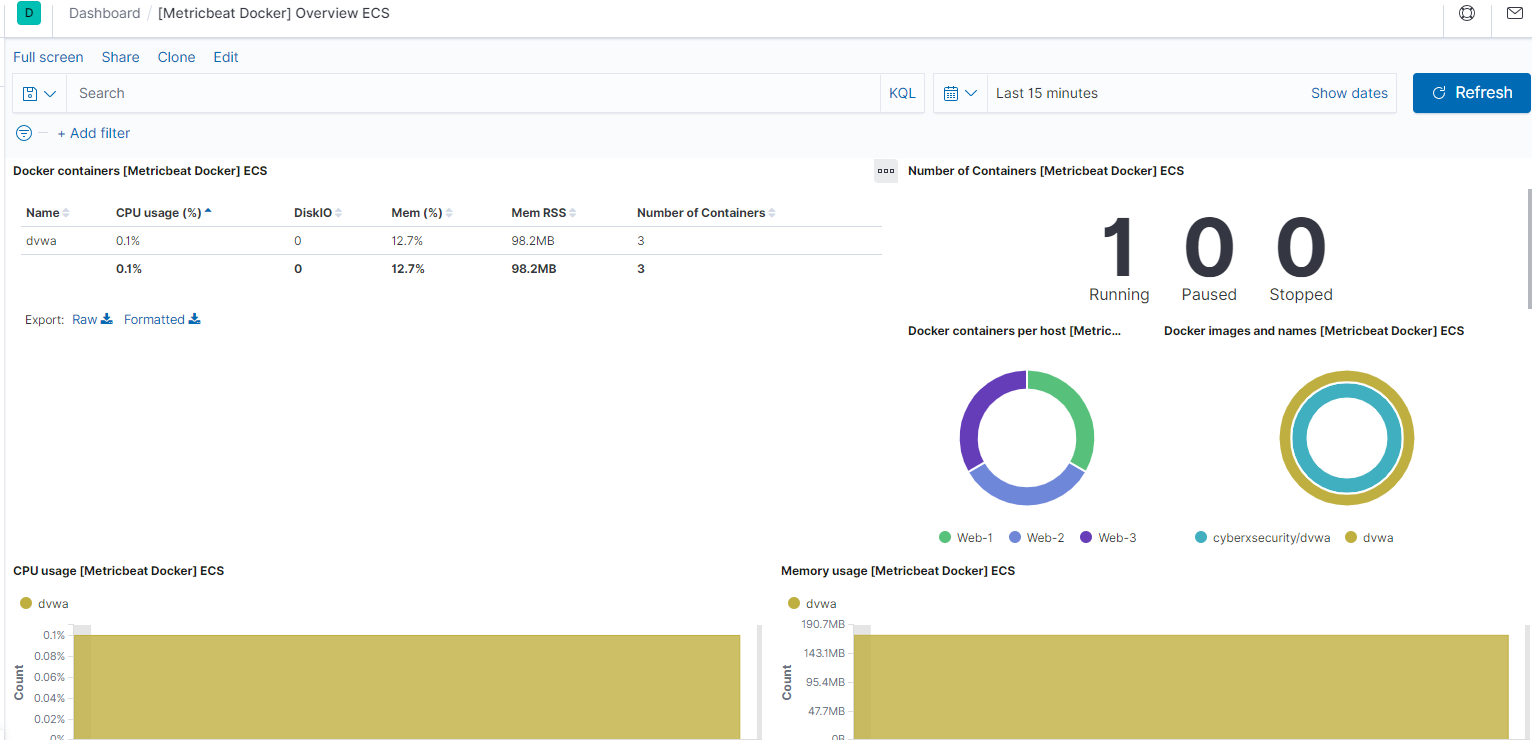 D Dashboard / [Metricbeat Docker] Overview ECS
Full screen Share Clone Edit
Search KQL Last 15 minutes Show dates Refresh
+ Add filter
Docker containers [Metricbeat Docker] ECS
Name CPU usage (%) DiskIO Mem (%) Mem RSS Number of Containers
dvwa 0.1% 0 12.7% 98.2MB 3
0.1% 0 12.7% 98.2MB 3
Export: Raw Formatted
Number of Containers [Metricbeat Docker] ECS
1 0 0
Running Paused Stopped
Docker containers per host [Metric...
Web-1 Web-2 Web-3
Docker images and names [Metricbeat Docker] ECS
cyberxsecurity/dvwa dvwa
CPU usage [Metricbeat Docker] ECS
dvwa
0.1%
0.08%
0.06%
0.04%
0.02%
0%
Count
Memory usage [Metricbeat Docker] ECS
dvwa
190.7MB
143.1MB
95.4MB
47.7MB
0B
Count